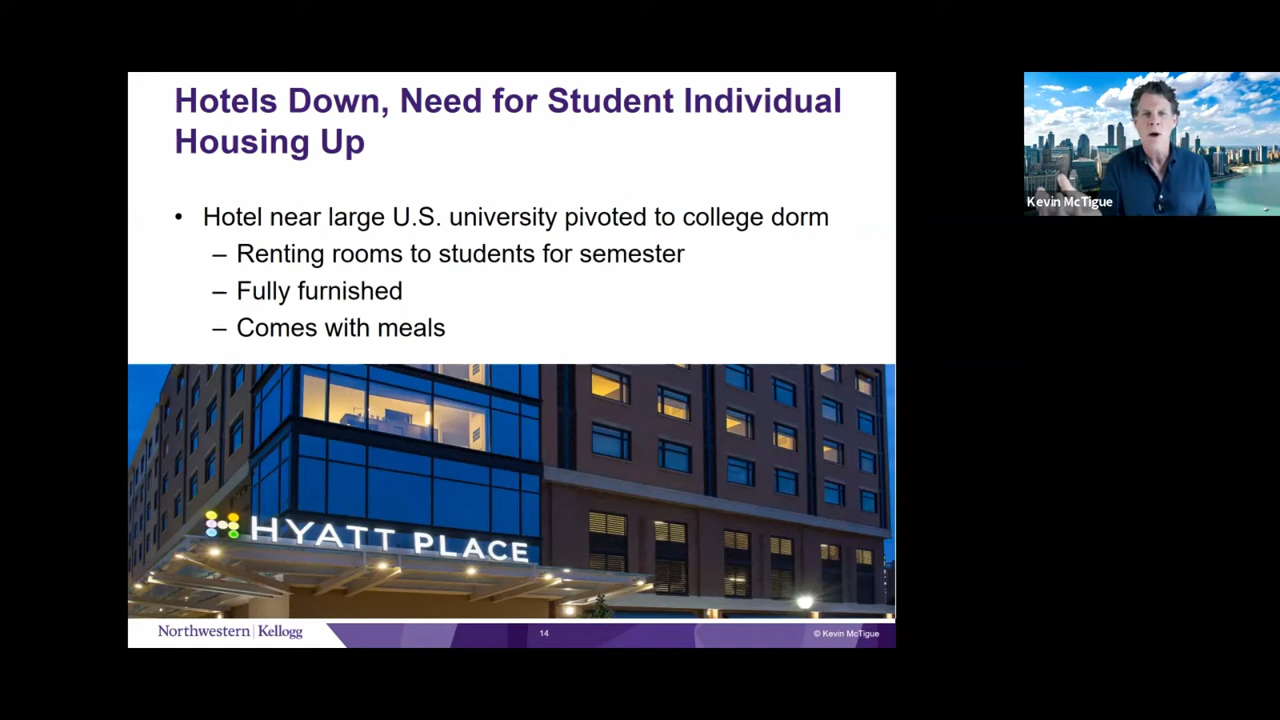 Hotels Down, Need for Student Individual
Housing Up
• Hotel near large U.S. university pivoted to college dorm
– Renting rooms to students for semester
– Fully furnished
– Comes with meals
HYATT PLACE
Northwestern | Kellogg
14
© Kevin McTigue
Kevin McTigue